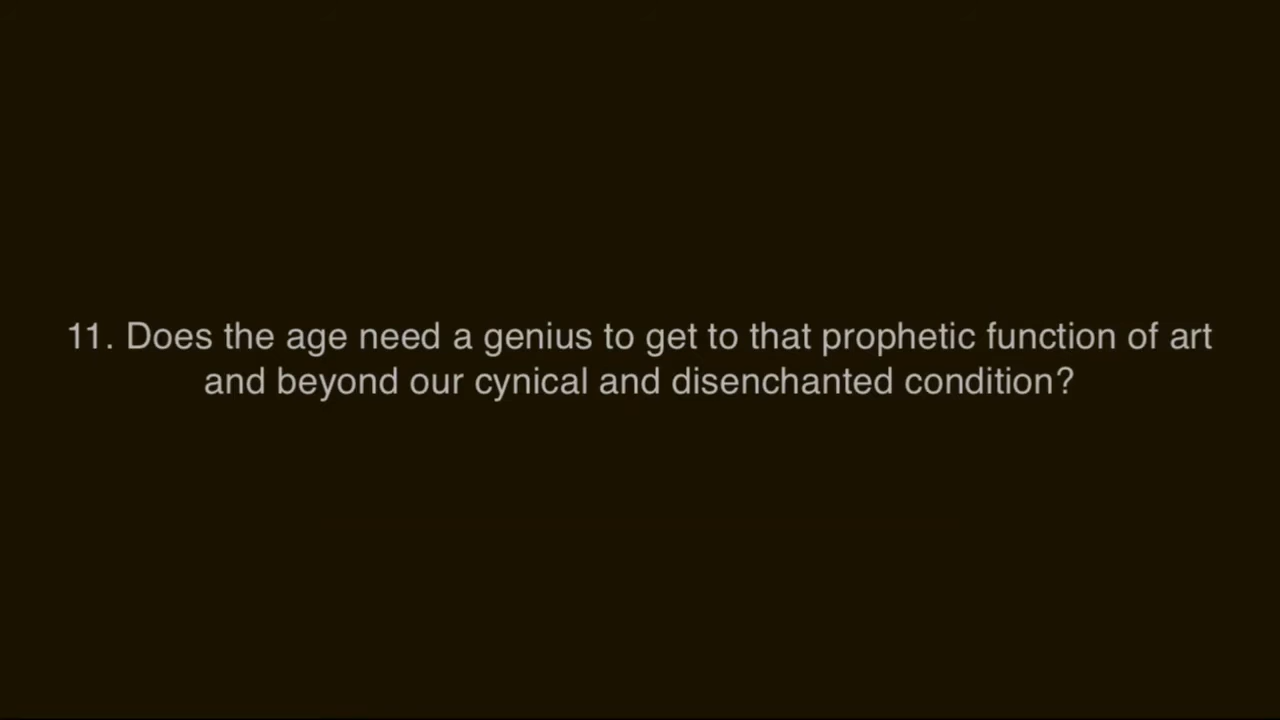 11. Does the age need a genius to get to that prophetic function of art
and beyond our cynical and disenchanted condition?